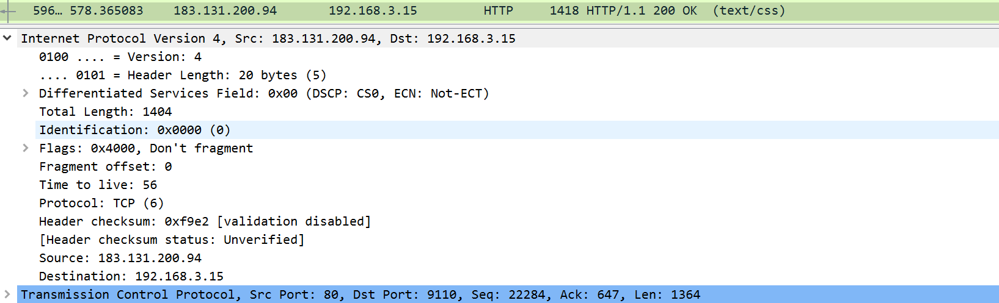 596… 578.365083 183.131.200.94 192.168.3.15 HTTP 1418 HTTP/1.1 200 OK (text/css)
Internet Protocol Version 4, Src: 183.131.200.94, Dst: 192.168.3.15
0100 .... = Version: 4
.... 0101 = Header Length: 20 bytes (5)
Differentiated Services Field: 0x00 (DSCP: CS0, ECN: Not-ECT)
Total Length: 1404
Identification: 0x0000 (0)
Flags: 0x4000, Don't fragment
Fragment offset: 0
Time to live: 56
Protocol: TCP (6)
Header checksum: 0xf9e2 [validation disabled]
[Header checksum status: Unverified]
Source: 183.131.200.94
Destination: 192.168.3.15
Transmission Control Protocol, Src Port: 80, Dst Port: 9110, Seq: 22284, Ack: 647, Len: 1364